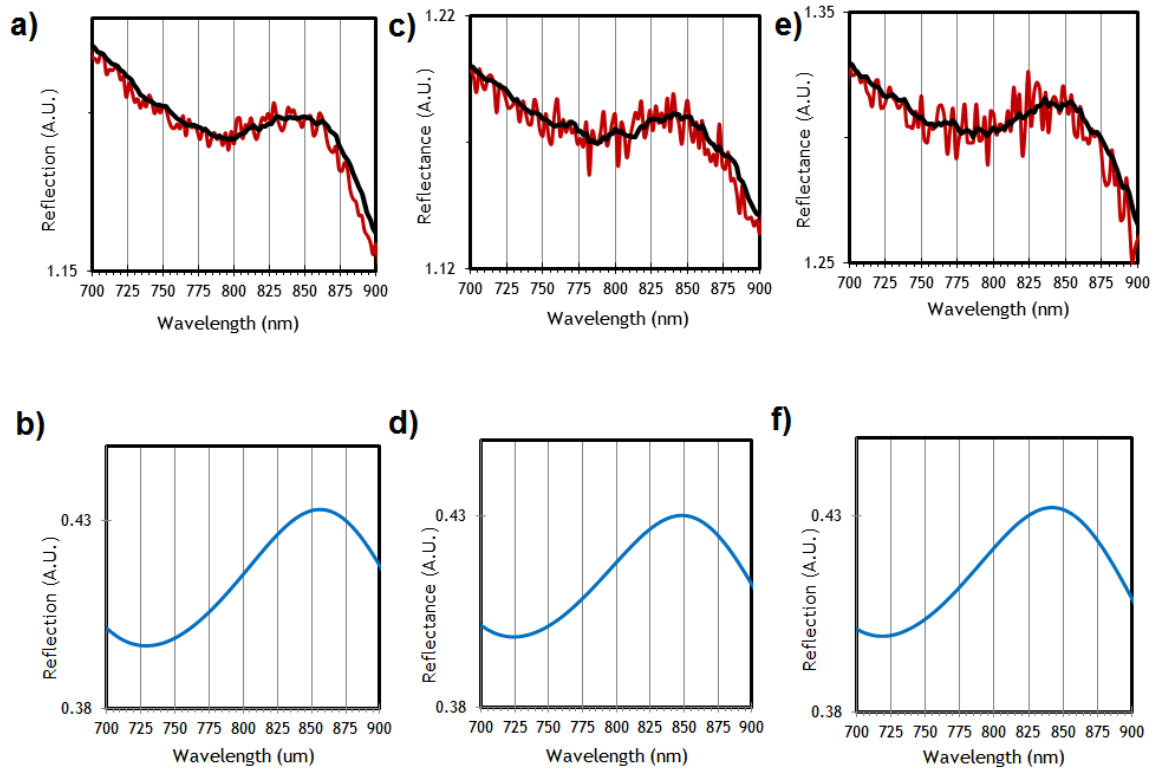 a)
Reflection (A.U.)
1.15
700 725 750 775 800 825 850 875 900
Wavelength (nm)
c)
1.22
Reflectance (A.U.)
1.12
700 725 750 775 800 825 850 875 900
Wavelength (nm)
e)
1.35
Reflectance (A.U.)
1.25
700 725 750 775 800 825 850 875 900
Wavelength (nm)
b)
Reflection (A.U.)
0.43
0.38
700 725 750 775 800 825 850 875 900
Wavelength (um)
d)
Reflectance (A.U.)
0.43
0.38
700 725 750 775 800 825 850 875 900
Wavelength (nm)
f)
Reflection (A.U.)
0.43
0.38
700 725 750 775 800 825 850 875 900
Wavelength (nm)